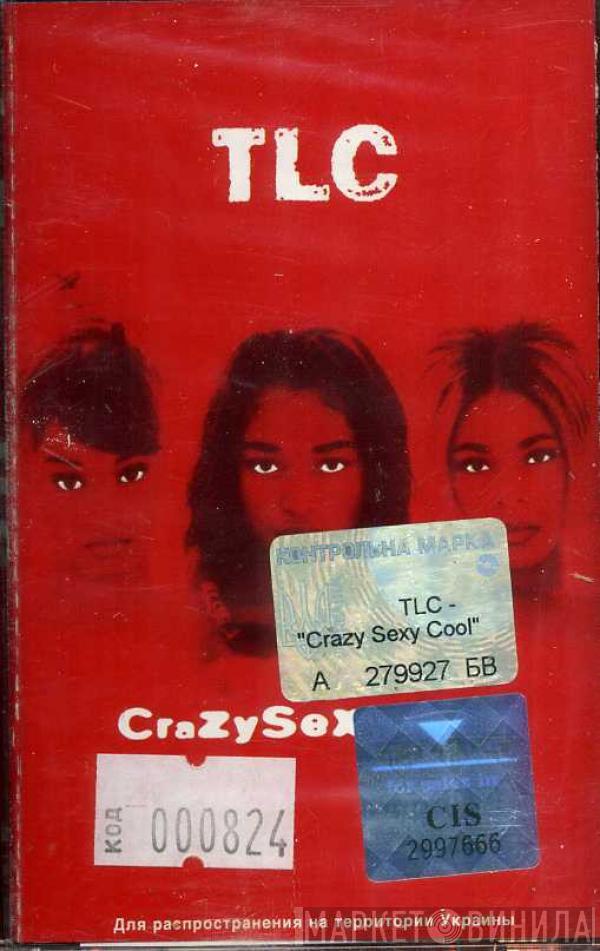 TLC
КОНТРОЛЬНА МАРКА
TLC -
"Crazy Sexy Cool"
А 279927 БВ
CrazySex
КОД 000824
CIS
2997666
Для распространения на территории Украины
МАРКЕТ ВИНИЛА